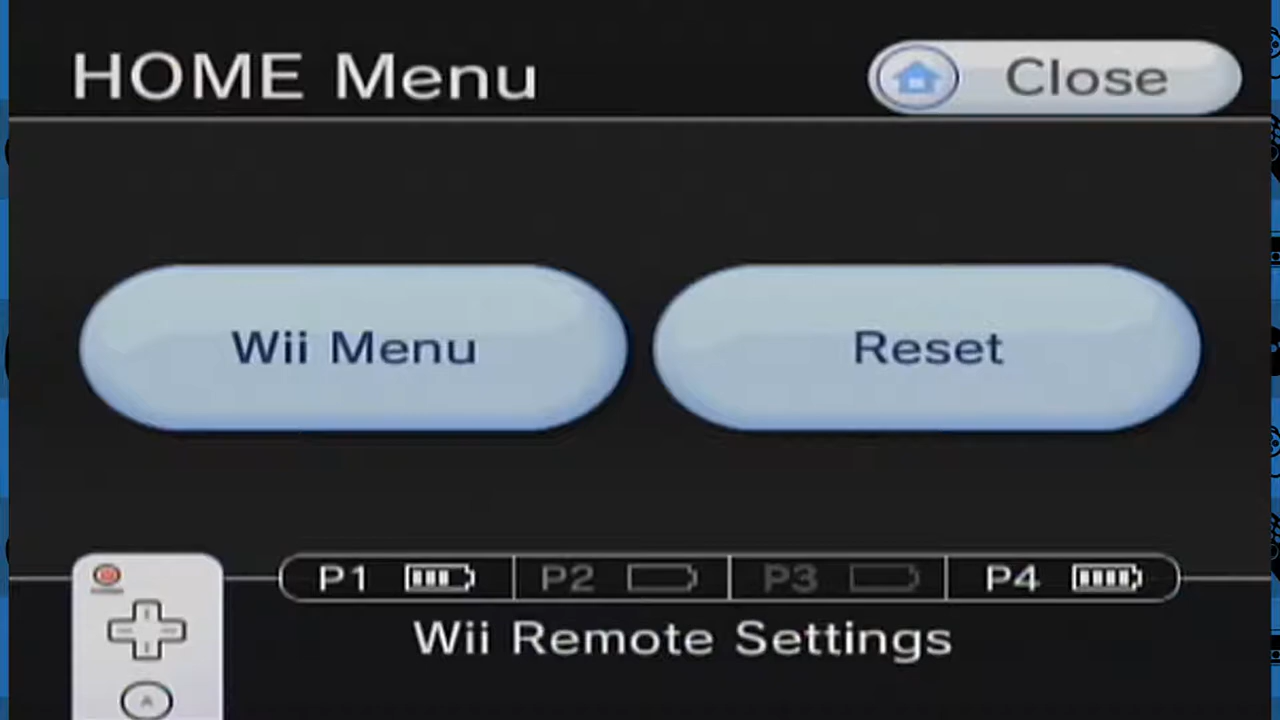 HOME Menu
Close
Wii Menu
Reset
P1 P2 P3 P4
Wii Remote Settings
A